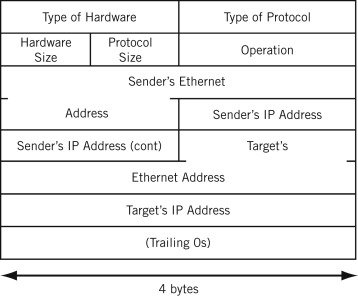 Type of Hardware Type of Protocol
Hardware Size Protocol Size Operation
Sender's Ethernet
Address Sender's IP Address
Sender's IP Address (cont) Target's
Ethernet Address
Target's IP Address
(Trailing 0s)
4 bytes